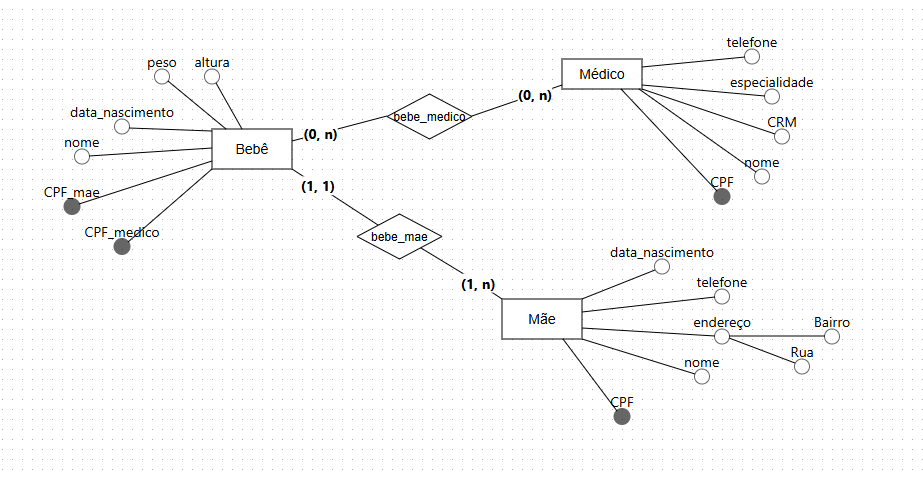 telefone
peso
altura
Médico
especialidade
(0, n)
data_nascimento
bebe_medico
CRM
(0, n)
nome
Bebê
nome
CPF
(1, 1)
CPF_mae
CPF_medico
bebe_mae
data_nascimento
telefone
(1, n)
Mãe
endereço
Bairro
Rua
nome
CPF